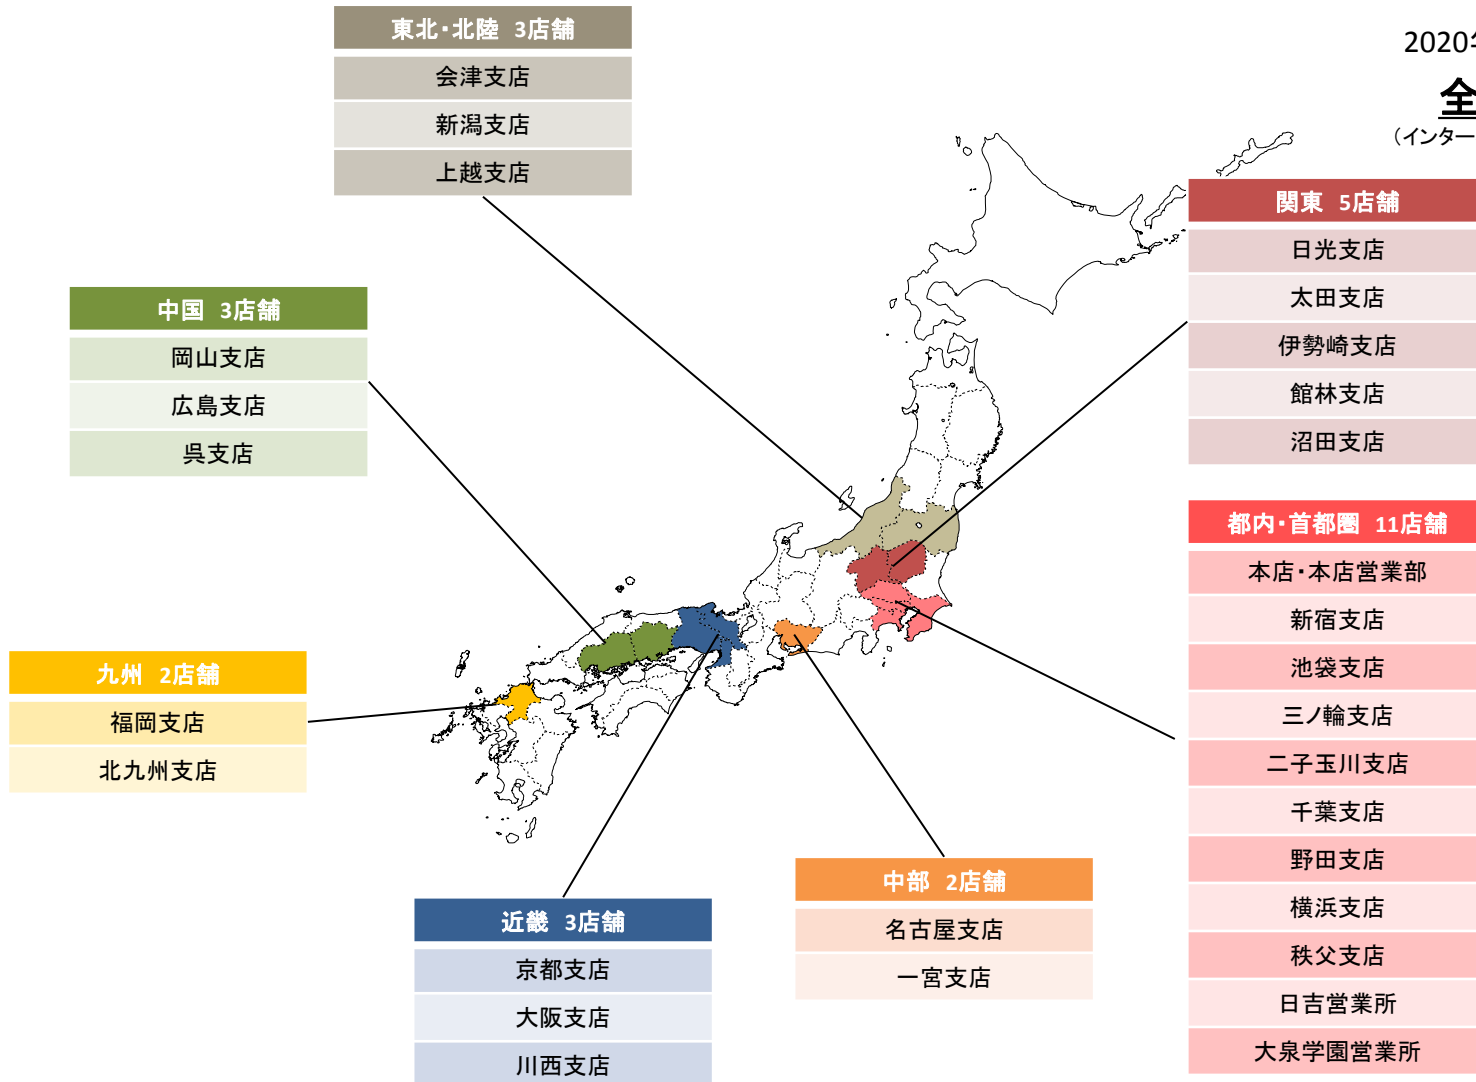 東北・北陸 3店舗
会津支店
新潟支店
上越支店
2020年
全
（インター
関東 5店舗
日光支店
太田支店
伊勢崎支店
館林支店
沼田支店
中国 3店舗
岡山支店
広島支店
呉支店
都内・首都圏 11店舗
本店・本店営業部
新宿支店
池袋支店
三ノ輪支店
二子玉川支店
千葉支店
野田支店
横浜支店
秩父支店
日吉営業所
大泉学園営業所
九州 2店舗
福岡支店
北九州支店
中部 2店舗
名古屋支店
一宮支店
近畿 3店舗
京都支店
大阪支店
川西支店